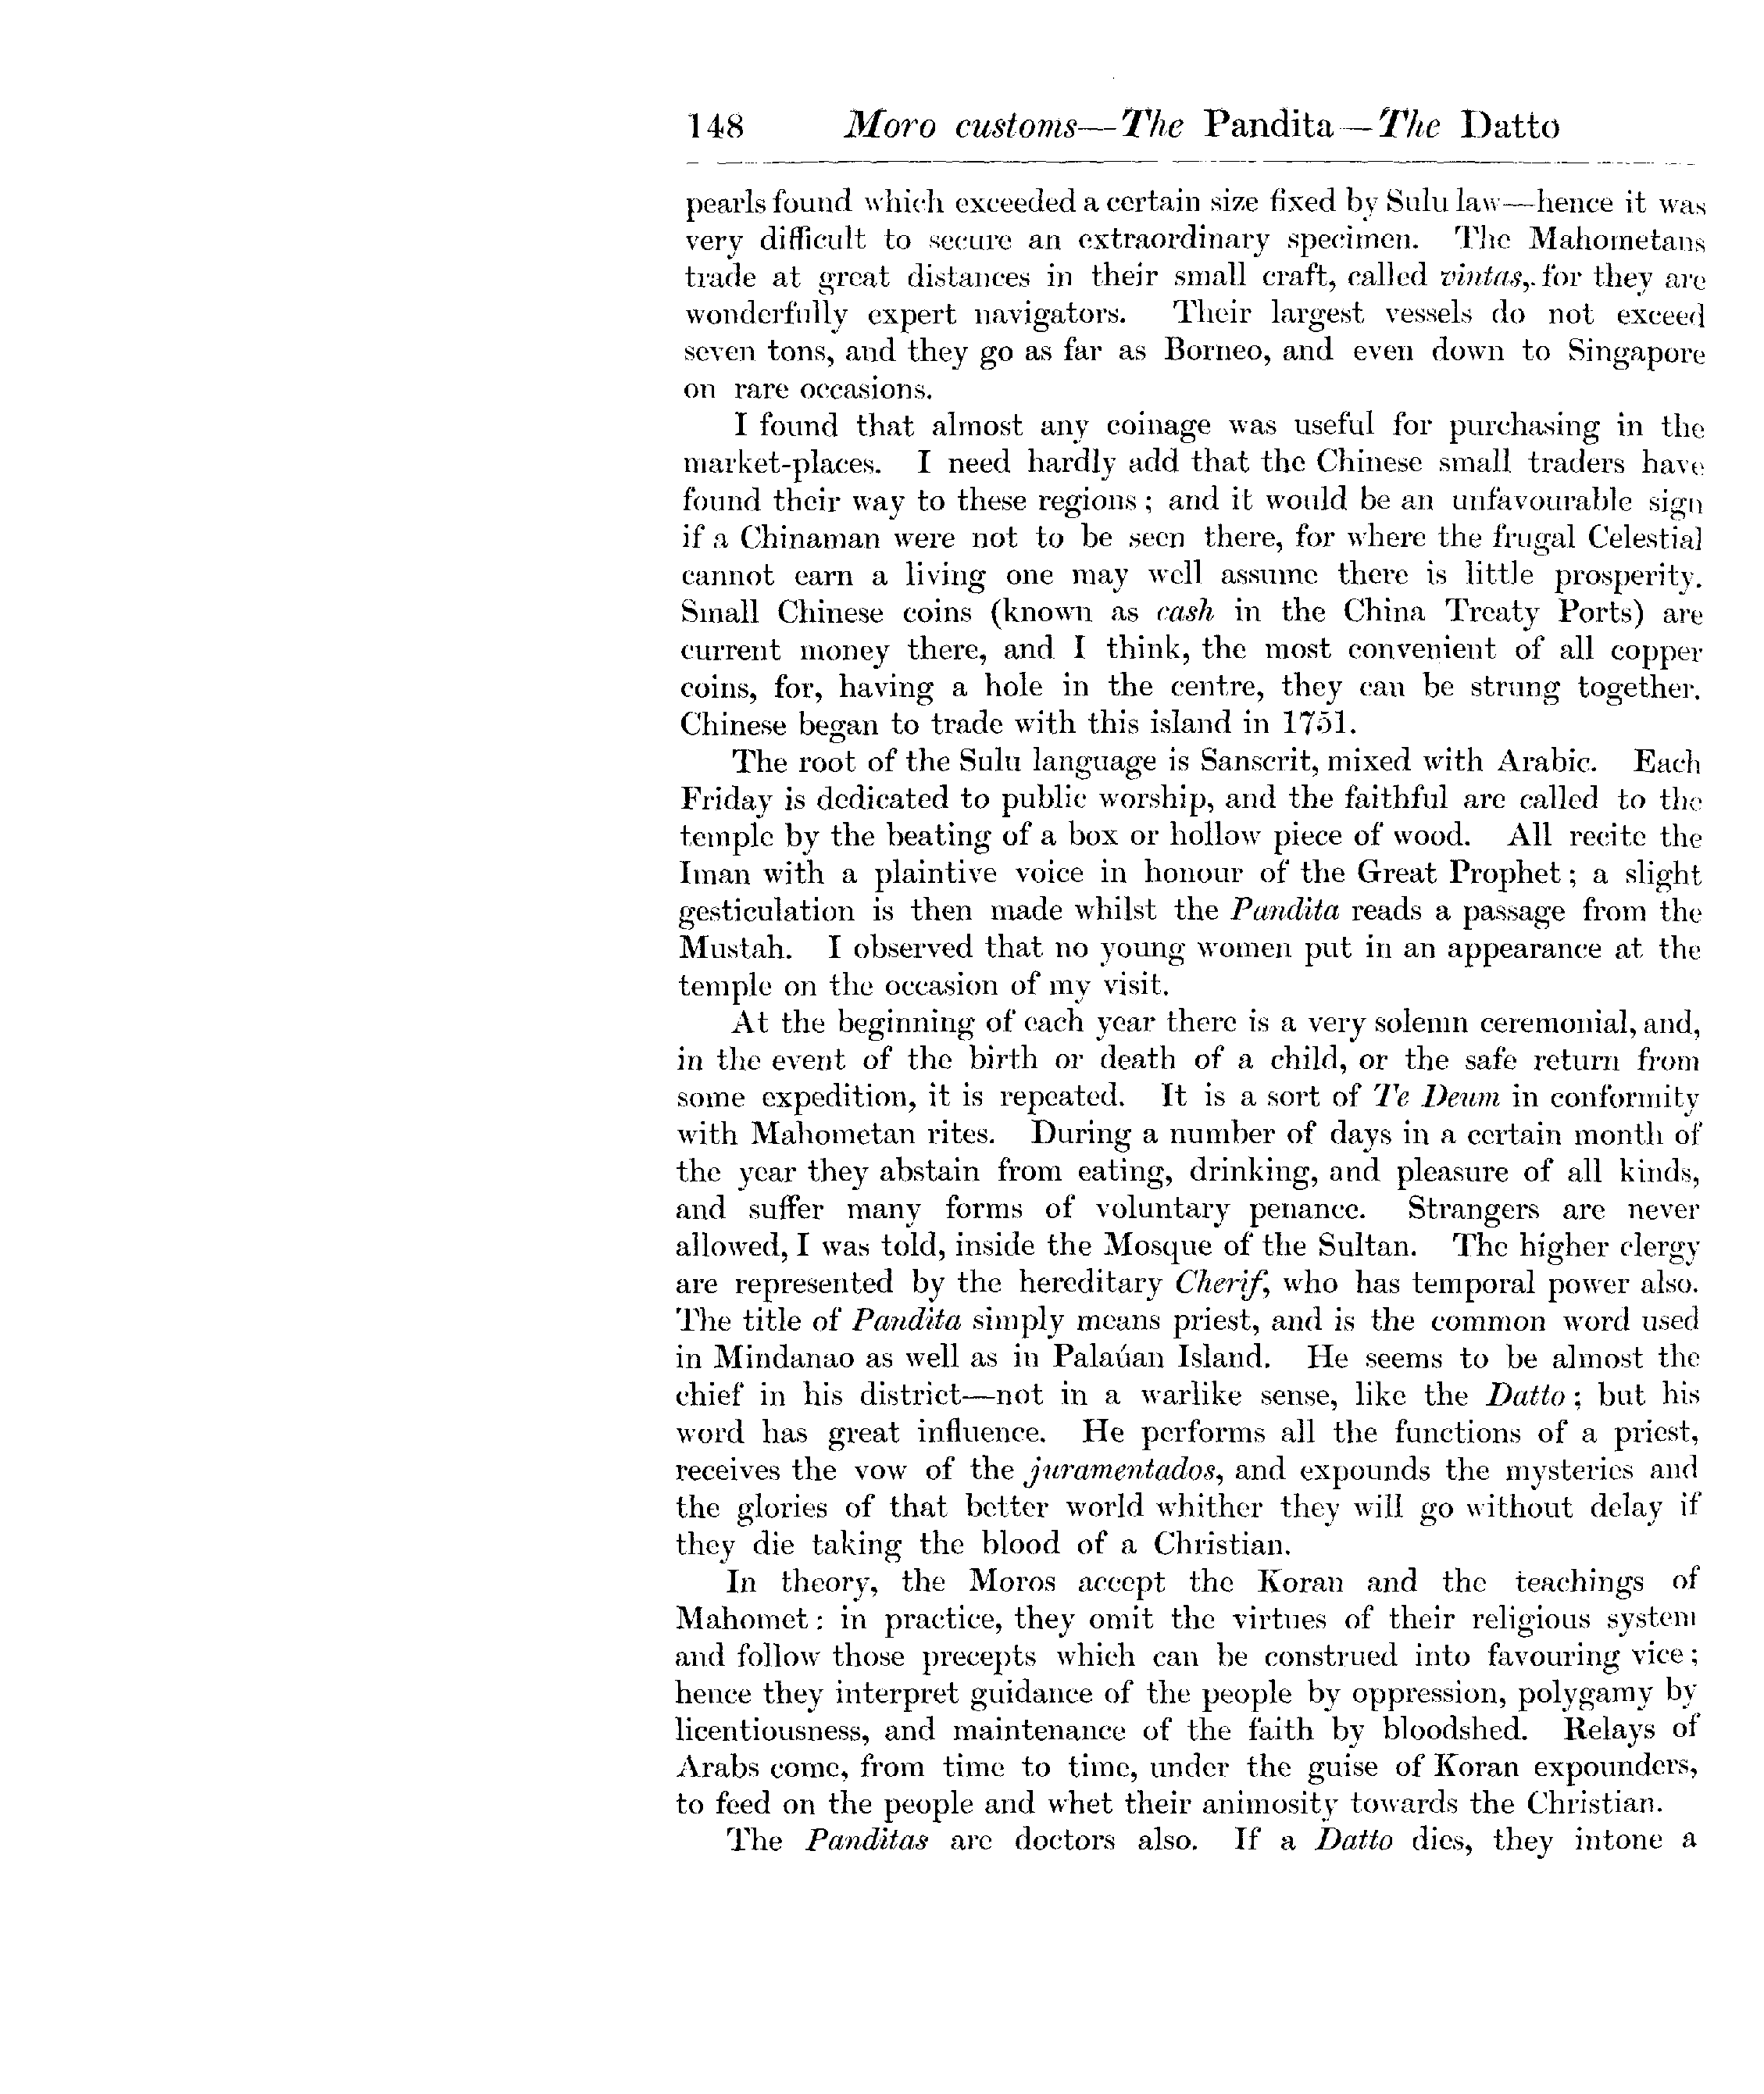 148 Moro customs—The Pandita—The Datto
pearls found which exceeded a certain size fixed by Sulu law—hence it was
very difficult to secure an extraordinary specimen. The Mahometans
trade at great distances in their small craft, called vintas,.for they are
wonderfully expert navigators. Their largest vessels do not exceed
seven tons, and they go as far as Borneo, and even down to Singapore
on rare occasions.
I found that almost any coinage was useful for purchasing in the
market-places. I need hardly add that the Chinese small traders have
found their way to these regions; and it would be an unfavourable sign
if a Chinaman were not to be seen there, for where the frugal Celestial
cannot earn a living one may well assume there is little prosperity.
Small Chinese coins (known as cash in the China Treaty Ports) are
current money there, and I think, the most convenient of all copper
coins, for, having a hole in the centre, they can be strung together.
Chinese began to trade with this island in 1751.
The root of the Sulu language is Sanscrit, mixed with Arabic. Each
Friday is dedicated to public worship, and the faithful are called to the
temple by the beating of a box or hollow piece of wood. All recite the
Iman with a plaintive voice in honour of the Great Prophet; a slight
gesticulation is then made whilst the Pandita reads a passage from the
Mustah. I observed that no young women put in an appearance at the
temple on the occasion of my visit.
At the beginning of each year there is a very solemn ceremonial, and,
in the event of the birth or death of a child, or the safe return from
some expedition, it is repeated. It is a sort of Te Deum in conformity
with Mahometan rites. During a number of days in a certain month of
the year they abstain from eating, drinking, and pleasure of all kinds,
and suffer many forms of voluntary penance. Strangers are never
allowed, I was told, inside the Mosque of the Sultan. The higher clergy
are represented by the hereditary Cherif, who has temporal power also.
The title of Pandita simply means priest, and is the common word used
in Mindanao as well as in Palaúan Island. He seems to be almost the
chief in his district—not in a warlike sense, like the Datto; but his
word has great influence. He performs all the functions of a priest,
receives the vow of the juramentados, and expounds the mysteries and
the glories of that better world whither they will go without delay if
they die taking the blood of a Christian.
In theory, the Moros accept the Koran and the teachings of
Mahomet: in practice, they omit the virtues of their religious system
and follow those precepts which can be construed into favouring vice;
hence they interpret guidance of the people by oppression, polygamy by
licentiousness, and maintenance of the faith by bloodshed. Relays of
Arabs come, from time to time, under the guise of Koran expounders,
to feed on the people and whet their animosity towards the Christian.
The Panditas are doctors also. If a Datto dies, they intone a